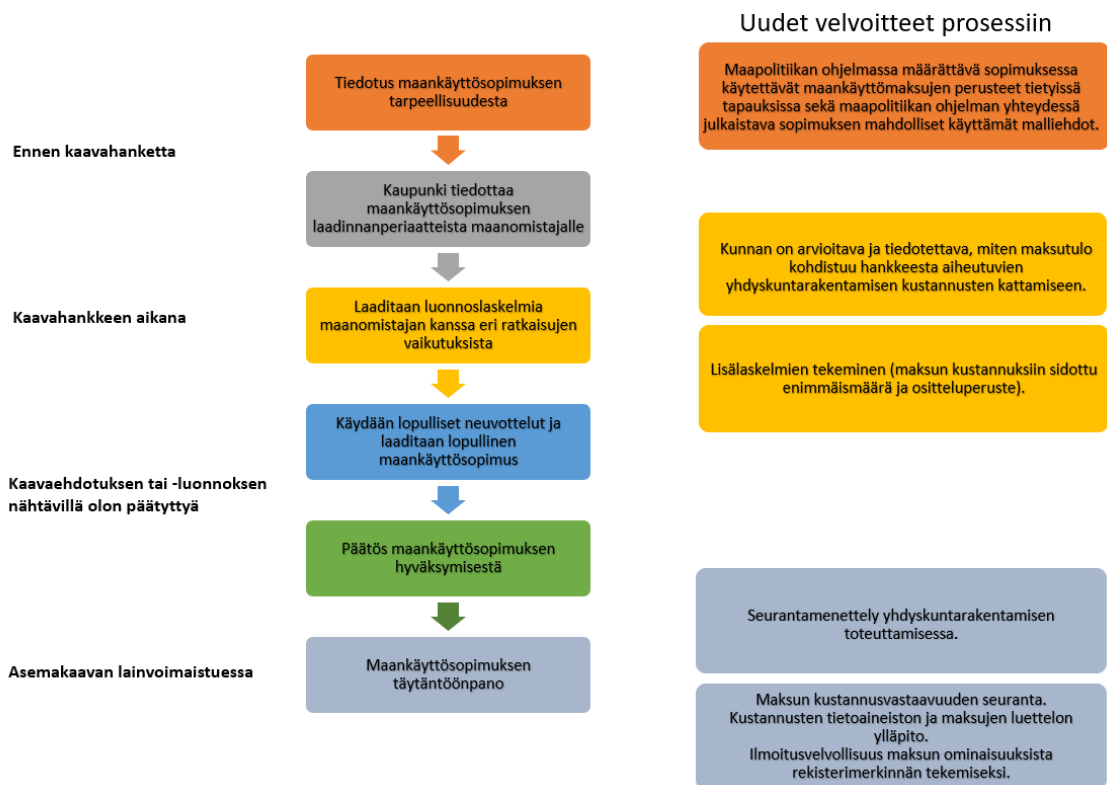 Uudet velvoitteet prosessiin
Tiedotus maankäyttösopimuksen
tarpeellisuudesta
Maapolitiikan ohjelmassa määrättävä sopimuksessa
käytettävät maankäyttömaksujen perusteet tietyissä
tapauksissa sekä maapolitiikan ohjelman yhteydessä
julkaistava sopimuksen mahdolliset käyttämät malliehdot.
Ennen kaavahanketta
Kaupunki tiedottaa
maankäyttösopimuksen
laadinnanperiaatteista maanomistajalle
Kunnan on arvioitava ja tiedotettava, miten maksutulo
kohdistuu hankkeesta aiheutuvien
yhdyskuntarakentamisen kustannusten kattamiseen.
Kaavahankkeen aikana
Laaditaan luonnoslaskelmia
maanomistajan kanssa eri ratkaisujen
vaikutuksista
Lisälaskelmien tekeminen (maksun kustannuksiin sidottu
enimmäismäärä ja ositteluperuste).
Käydään lopulliset neuvottelut ja
laaditaan lopullinen
maankäyttösopimus
Kaavaehdotuksen tai -luonnoksen
nähtävillä olon päätyttyä
Päätös maankäyttösopimuksen
hyväksymisestä
Seurantamenettely yhdyskuntarakentamisen
toteuttamisessa.
Asemakaavan lainvoimaistuessa
Maankäyttösopimuksen
täytäntöönpano
Maksun kustannusvastaavuuden seuranta.
Kustannusten tietoaineiston ja maksujen luettelon
ylläpito.
Ilmoitusvelvollisuus maksun ominaisuuksista
rekisterimerkinnän tekemiseksi.